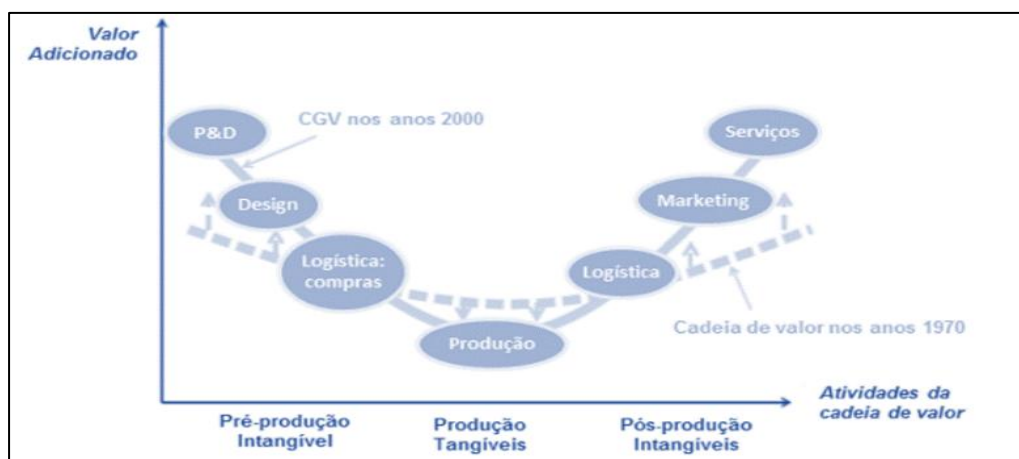 Valor
Adicionado
P&D
CGV nos anos 2000
Serviços
Design
Marketing
Logística:
compras
Logística
Cadeia de valor nos anos 1970
Produção
Atividades da
cadeia de valor
Pré-produção
Intangível
Produção
Tangíveis
Pós-produção
Intangíveis